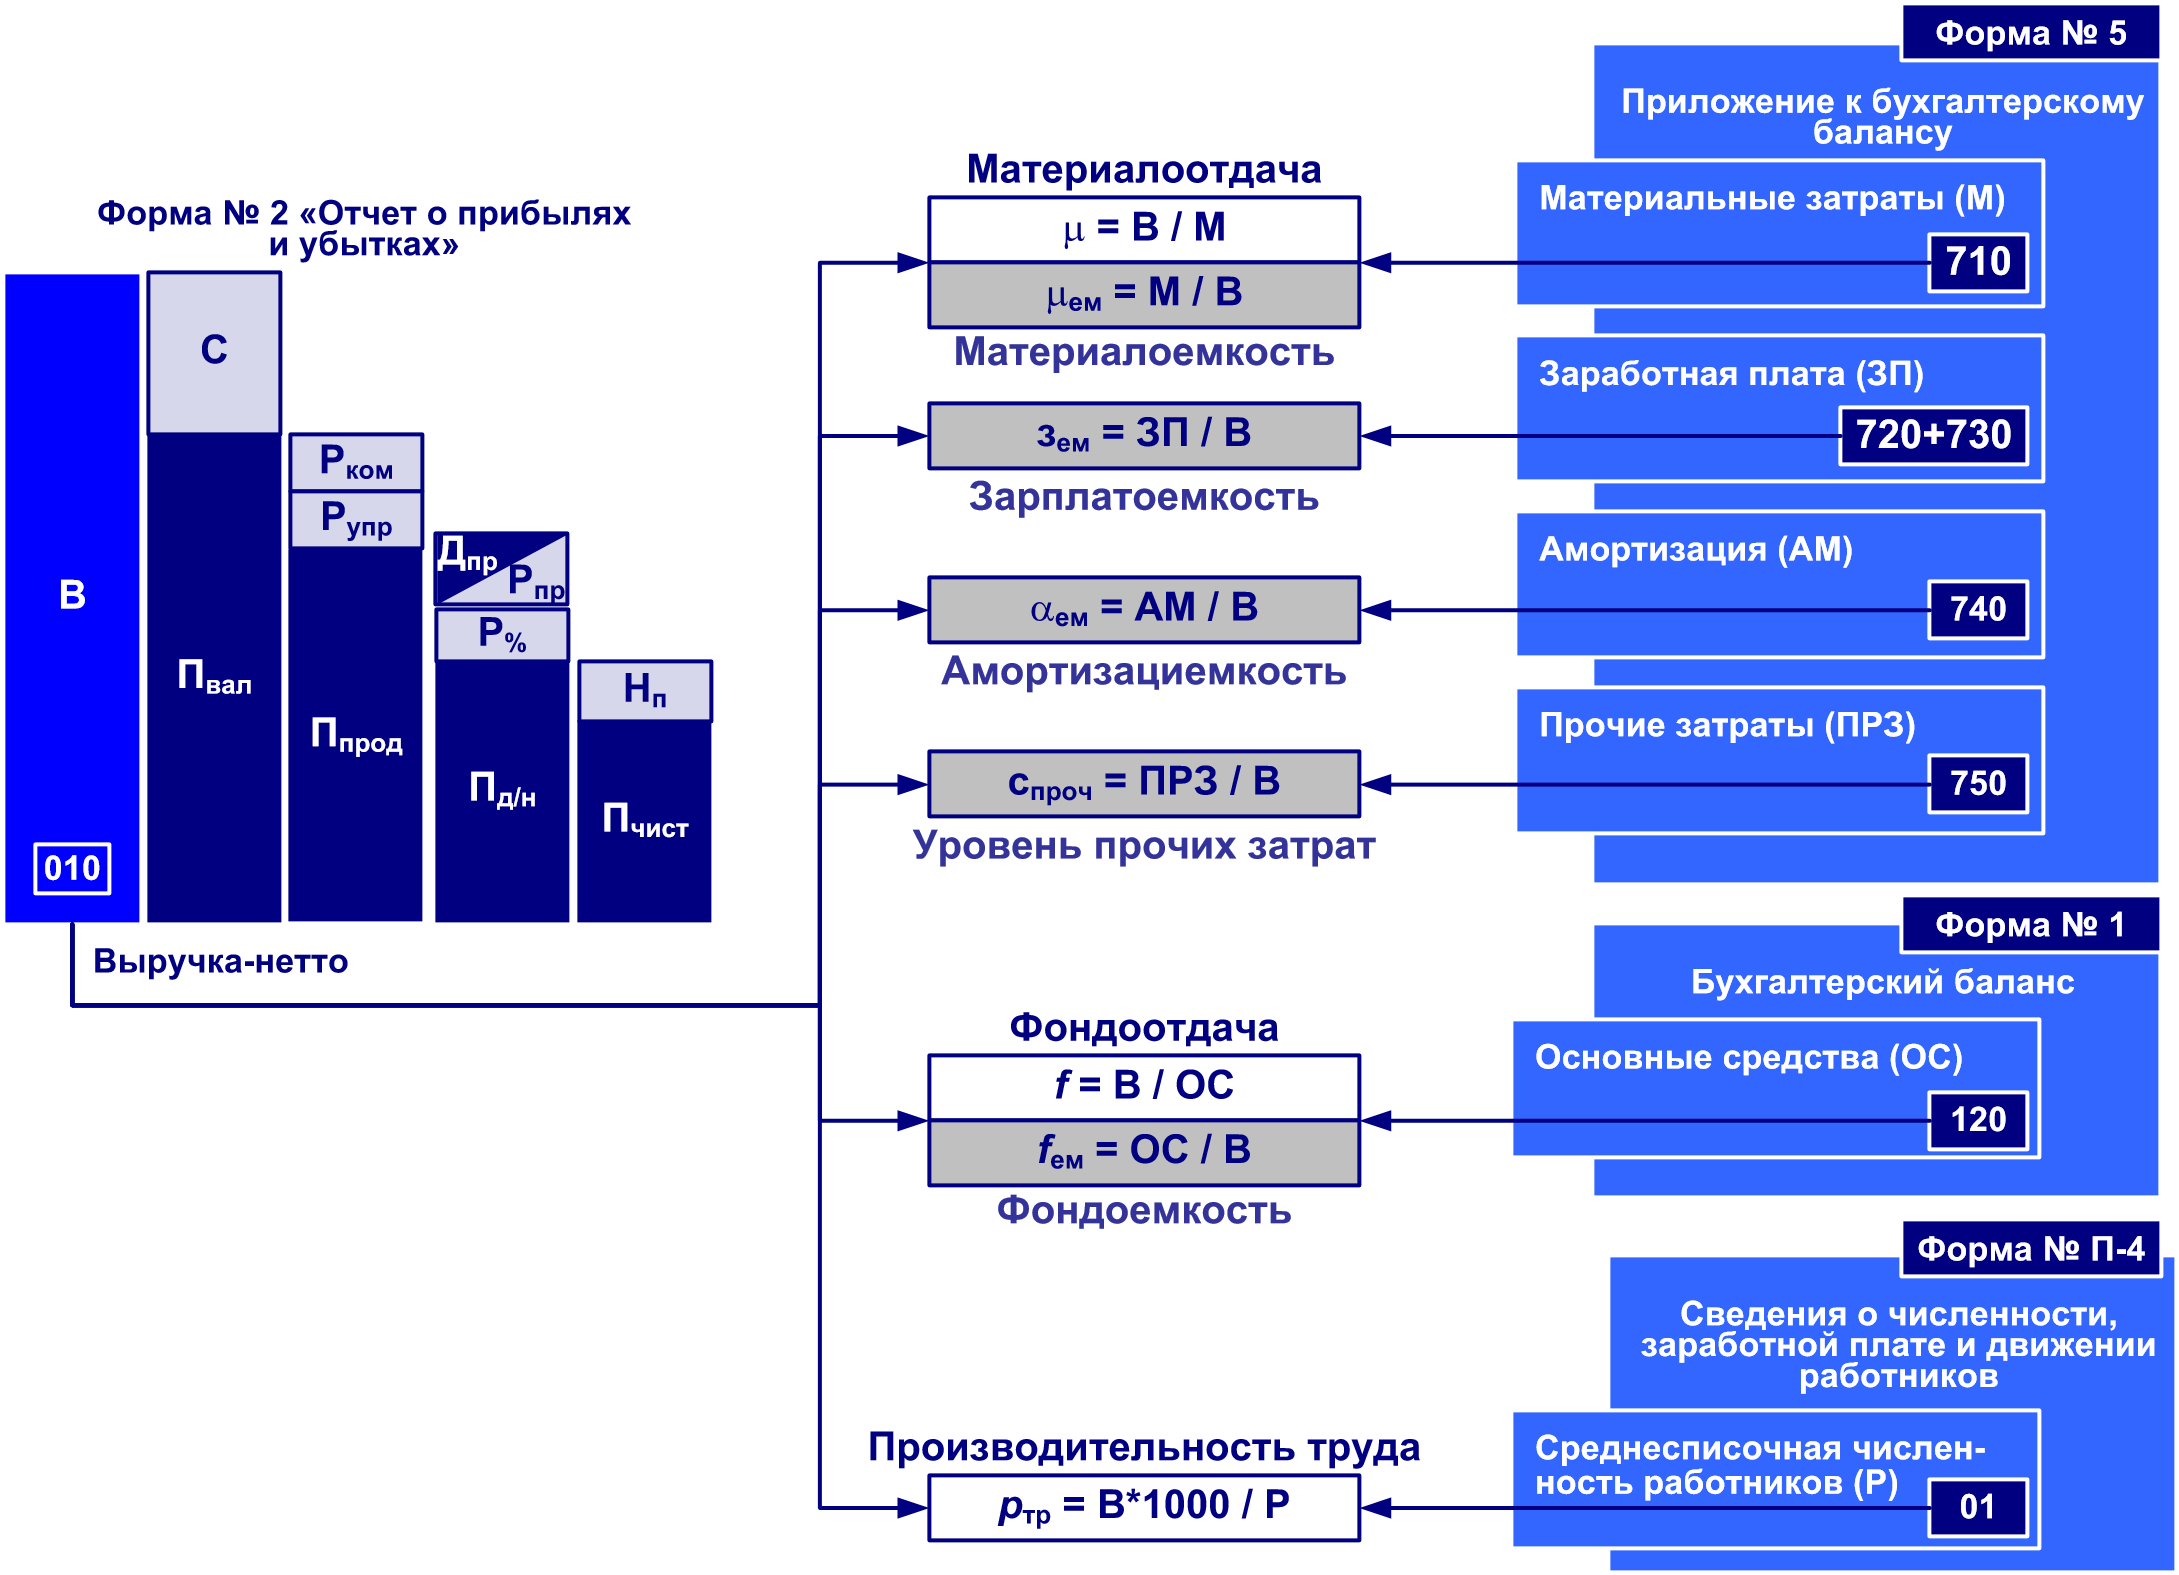 Форма № 2 «Отчет о прибылях
и убытках»
В
010
С
Пвал
Рком
Рупр
Ппрод
Дпр
Рпр
Р%
Пд/н
Нп
Пчист
Выручка-нетто
Материалоотдача
μ = В / М
μем = М / В
Материалоемкость
зем = ЗП / В
Зарплатоемкость
αем = АМ / В
Амортизациемкость
спроч = ПРЗ / В
Уровень прочих затрат
Фондоотдача
f = В / ОС
fем = ОС / В
Фондоемкость
Производительность труда
pтр = В*1000 / Р
Форма № 5
Приложение к бухгалтерскому
балансу
Материальные затраты (М)
710
Заработная плата (ЗП)
720+730
Амортизация (АМ)
740
Прочие затраты (ПРЗ)
750
Форма № 1
Бухгалтерский баланс
Основные средства (ОС)
120
Форма № П-4
Сведения о численности,
заработной плате и движении
работников
Среднесписочная числен-
ность работников (Р)
01